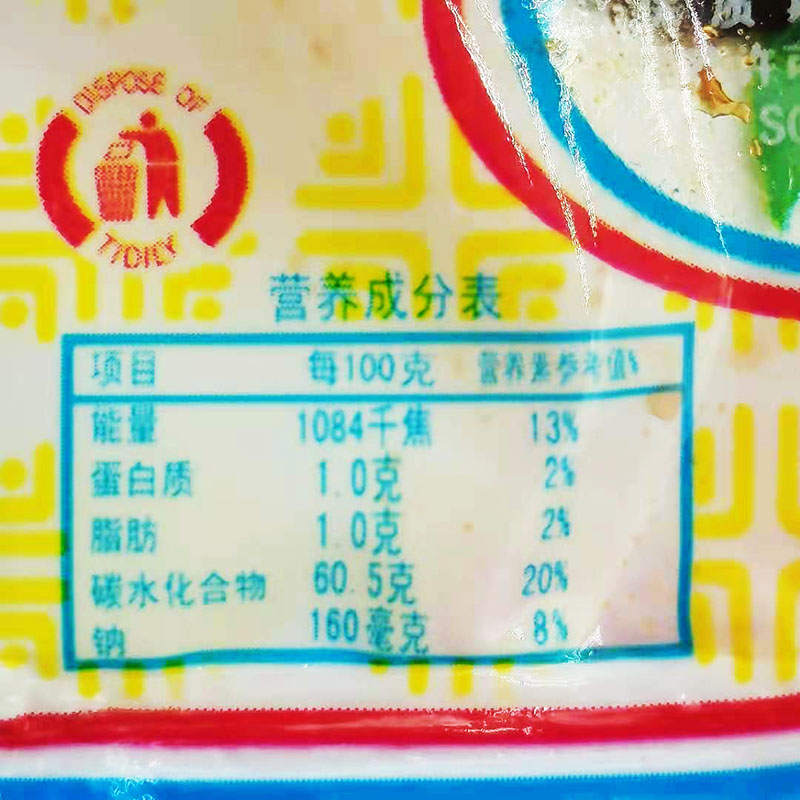 DISPOSE OF
TIDILY
SC
营养成分表
项目 每100克 营养素参考值%
能量 1084千焦 13%
蛋白质 1.0克 2%
脂肪 1.0克 2%
碳水化合物 60.5克 20%
钠 160毫克 8%